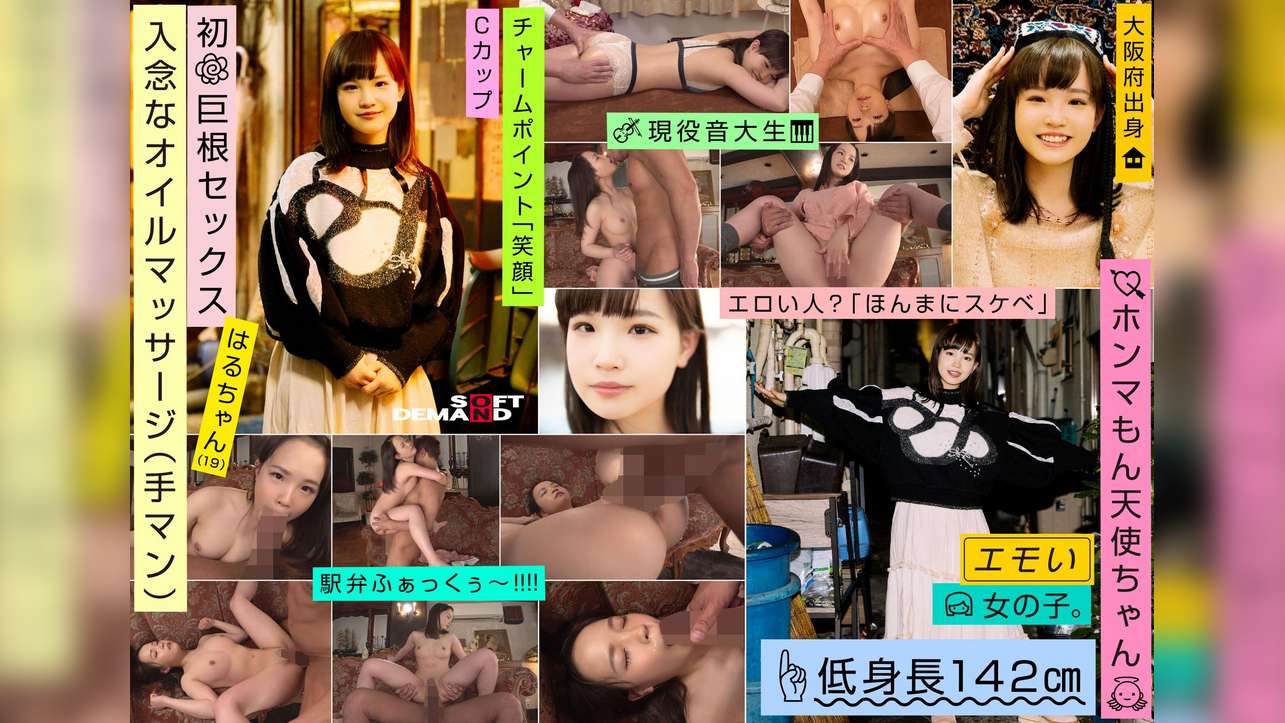 初巨根セックス
入念なオイルマッサージ(手マン)
はるちゃん
(19)
Cカップ
チャームポイント「笑顔」
SOFT
ON
DEMAND
現役音大生
大阪府出身
エロい人?「ほんまにスケベ」
ホンマもん天使ちゃん
駅弁ふぁっくぅ〜!!!!
エモい
女の子。
低身長142cm